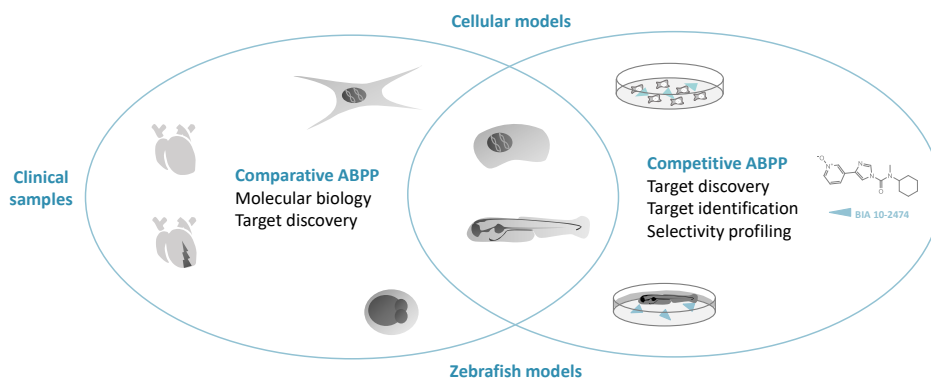 Cellular models
Clinical
samples
Comparative ABPP
Molecular biology
Target discovery
Competitive ABPP
Target discovery
Target identification
Selectivity profiling
⁻O
N⁺
N
N
N
O
BIA 10-2474
Zebrafish models